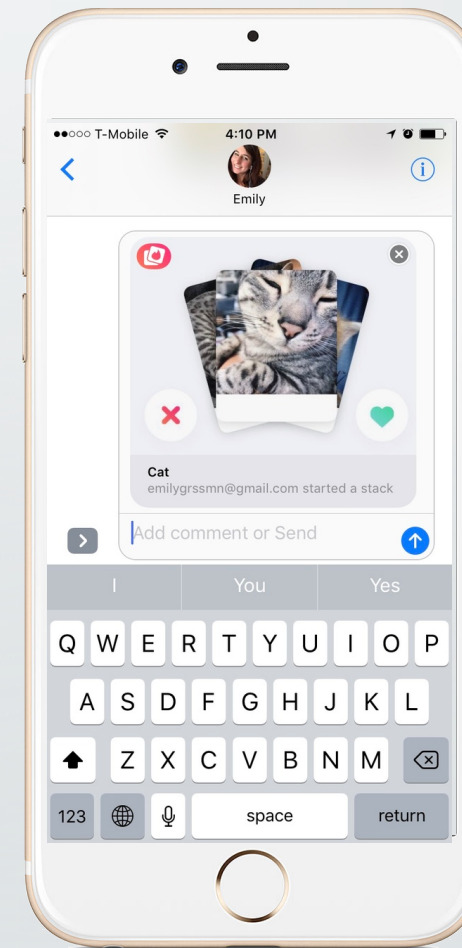 T-Mobile 4:10 PM
Emily
Cat
emilygrssmn@gmail.com started a stack
Add comment or Send
I You Yes
Q W E R T Y U I O P
A S D F G H J K L
Z X C V B N M
123 space return